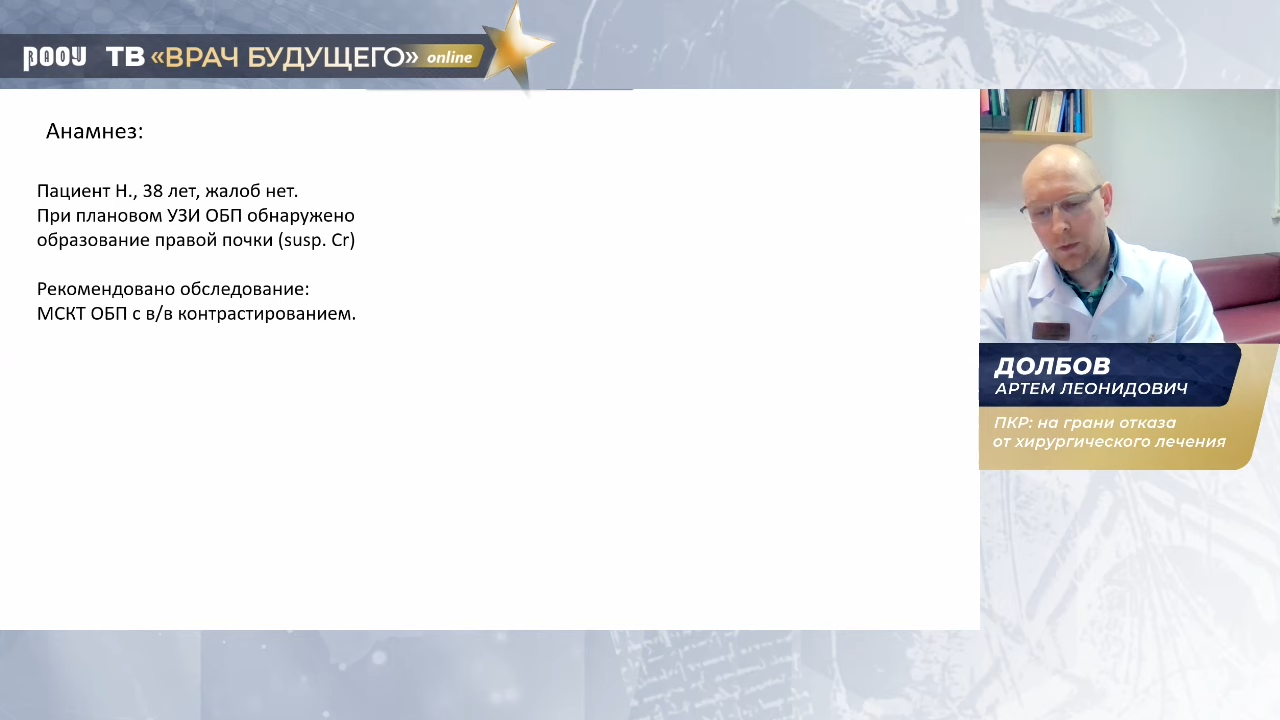 РООУ ТВ «ВРАЧ БУДУЩЕГО» online
Анамнез:
Пациент Н., 38 лет, жалоб нет.
При плановом УЗИ ОБП обнаружено
образование правой почки (susp. Cr)
Рекомендовано обследование:
МСКТ ОБП с в/в контрастированием.
ДОЛБОВ
АРТЕМ ЛЕОНИДОВИЧ
ПКР: на грани отказа
от хирургического лечения